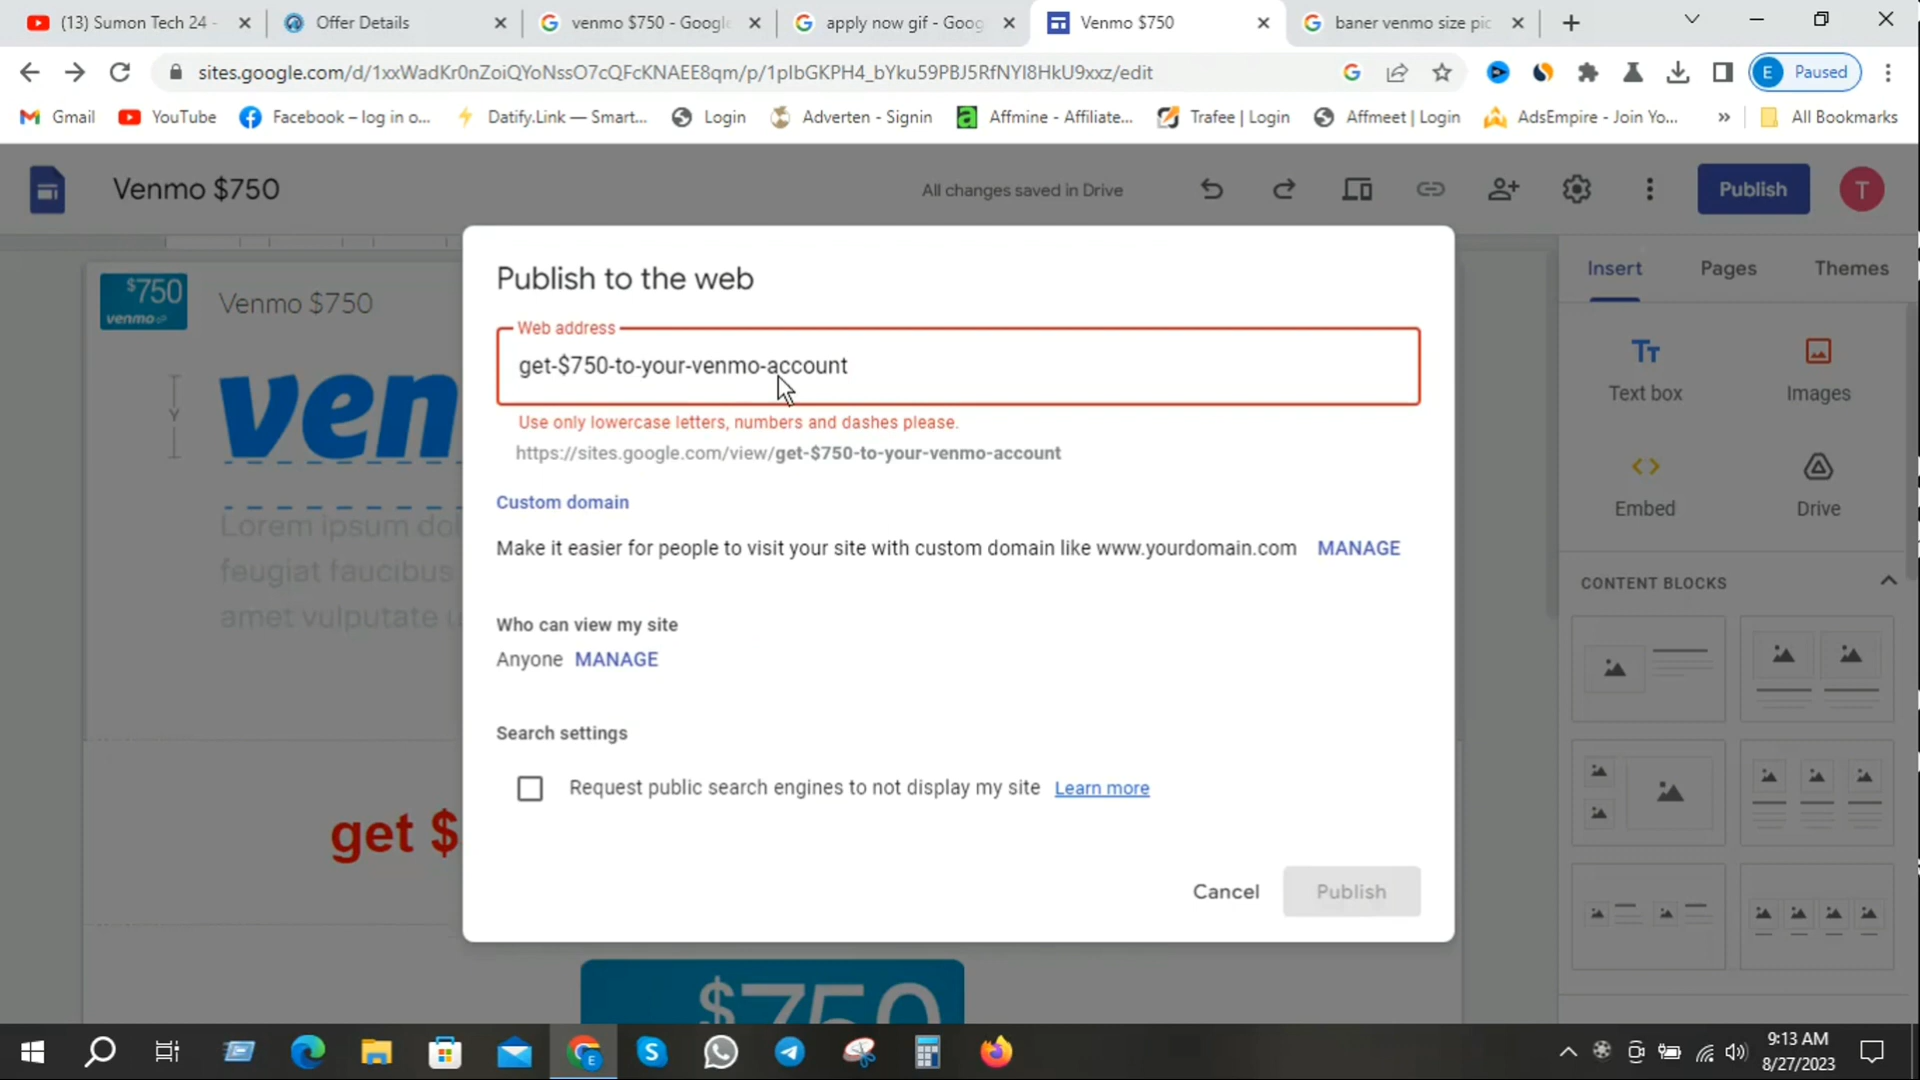 (13) Sumon Tech 24 -
Offer Details
venmo $750 - Google
apply now gif - Goog
Venmo $750
baner venmo size pic
sites.google.com/d/1xxWadKr0nZoiQYoNssO7cQFcKNAEE8qm/p/1plbGKPH4_bYku59PBJ5RfNYI8HkU9xxz/edit
E
Paused
Gmail
YouTube
Facebook – log in o...
Datify.Link — Smart...
Login
Adverten - Signin
Affmine - Affiliate...
Trafee | Login
Affmeet | Login
AdsEmpire - Join Yo...
»
All Bookmarks
Venmo $750
All changes saved in Drive
Publish
T
$750
venmo
Venmo $750
ven
Lorem ipsum dol
feugiat faucibus
amet vulputate u
get $
$750
Publish to the web
Web address
get-$750-to-your-venmo-account
Use only lowercase letters, numbers and dashes please.
https://sites.google.com/view/get-$750-to-your-venmo-account
Custom domain
Make it easier for people to visit your site with custom domain like www.yourdomain.com MANAGE
Who can view my site
Anyone MANAGE
Search settings
Request public search engines to not display my site Learn more
Cancel
Publish
Insert
Pages
Themes
Text box
Images
Embed
Drive
CONTENT BLOCKS
9:13 AM
8/27/2023